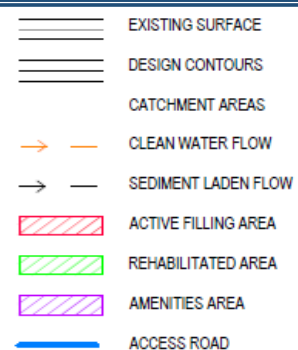 EXISTING SURFACE
DESIGN CONTOURS
CATCHMENT AREAS
CLEAN WATER FLOW
SEDIMENT LADEN FLOW
ACTIVE FILLING AREA
REHABILITATED AREA
AMENITIES AREA
ACCESS ROAD